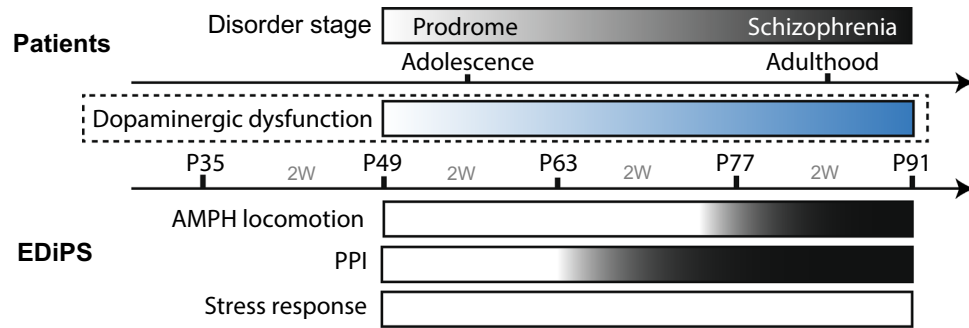 Patients
Disorder stage Prodrome Schizophrenia
Adolescence Adulthood
Dopaminergic dysfunction
P35 2W P49 2W P63 2W P77 2W P91
EDiPS
AMPH locomotion
PPI
Stress response